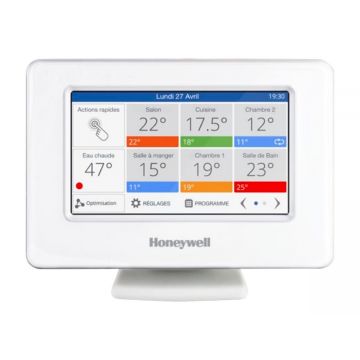 Lundi 27 Avril 19:30
Actions rapides Salon Cuisine Chambre 2
22° 17.5° 12°
22° 18° 11°
Eau chaude Salle à manger Chambre 1 Salle de Bain
47° 15° 19° 23°
11° 19° 25°
Optimisation RÉGLAGES PROGRAMME
Honeywell